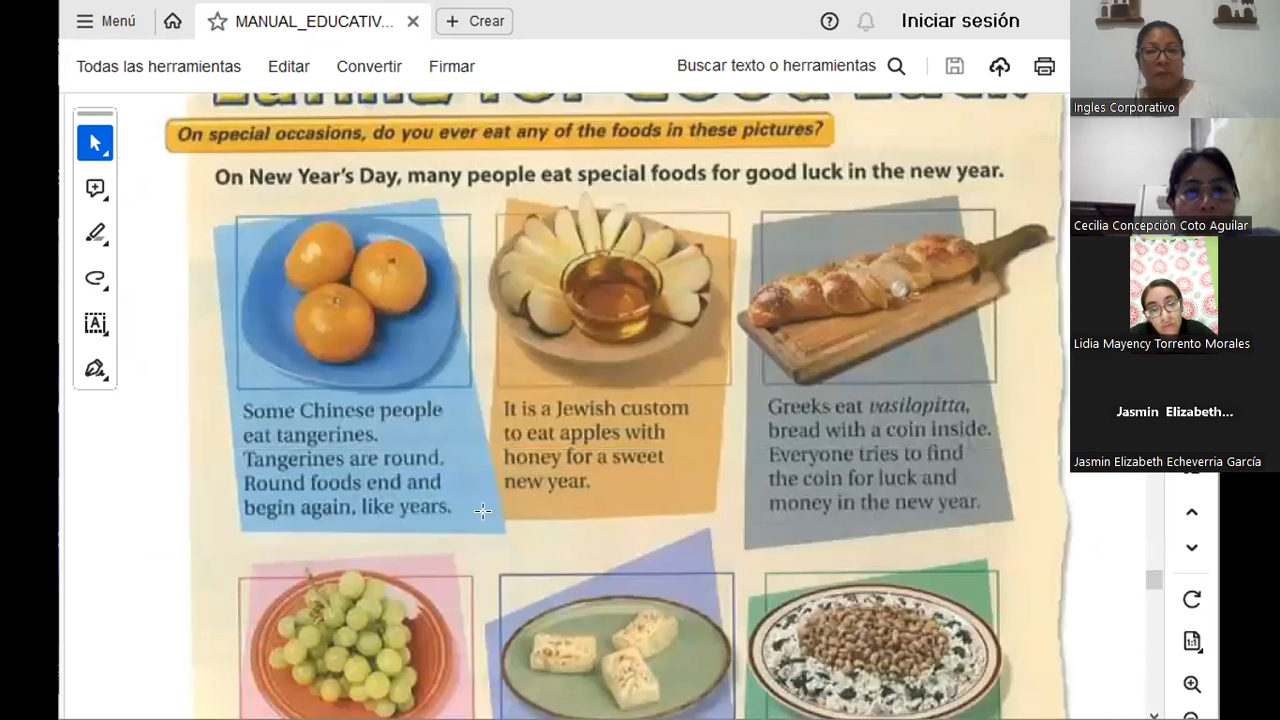 Menú
MANUAL_EDUCATIV...
Crear
Iniciar sesión
Todas las herramientas
Editar
Convertir
Firmar
Buscar texto o herramientas
Eating for Good Luck
On special occasions, do you ever eat any of the foods in these pictures?
On New Year's Day, many people eat special foods for good luck in the new year.
Some Chinese people
eat tangerines.
Tangerines are round.
Round foods end and
begin again, like years.
It is a Jewish custom
to eat apples with
honey for a sweet
new year.
Greeks eat vasilopitta,
bread with a coin inside.
Everyone tries to find
the coin for luck and
money in the new year.
Ingles Corporativo
Cecilia Concepción Coto Aguilar
Lidia Mayency Torrento Morales
Jasmin Elizabeth...
Jasmin Elizabeth Echeverria García